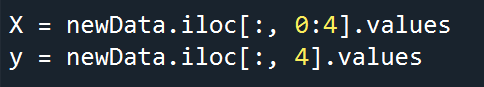 X = newData.iloc[:, 0:4].values
y = newData.iloc[:, 4].values